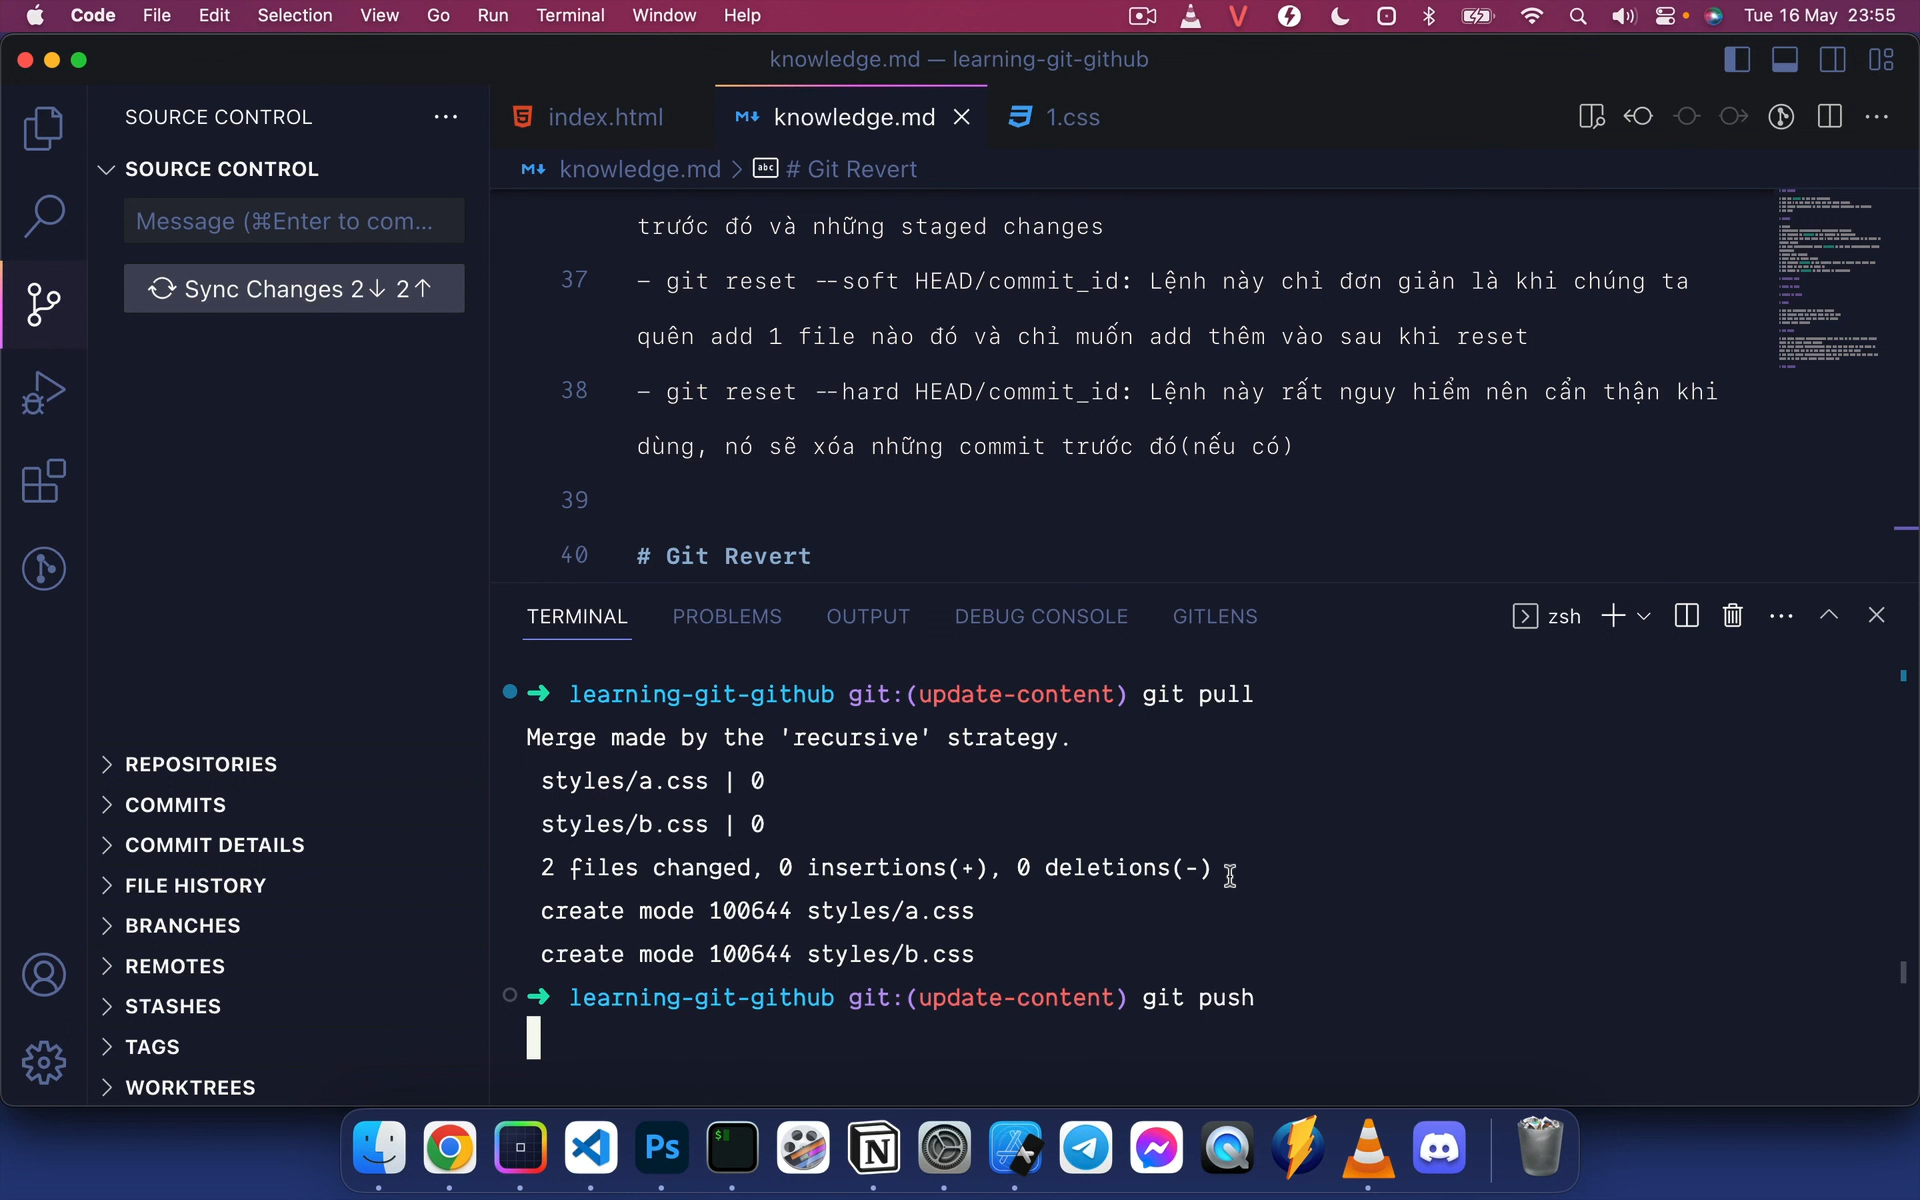 Code File Edit Selection View Go Run Terminal Window Help
Tue 16 May 23:55
knowledge.md — learning-git-github
SOURCE CONTROL
SOURCE CONTROL
Message (⌘Enter to com...
Sync Changes 2↓ 2↑
REPOSITORIES
COMMITS
COMMIT DETAILS
FILE HISTORY
BRANCHES
REMOTES
STASHES
TAGS
WORKTREES
index.html
knowledge.md
1.css
knowledge.md > # Git Revert
trước đó và những staged changes
37 – git reset --soft HEAD/commit_id: Lệnh này chỉ đơn giản là khi chúng ta
quên add 1 file nào đó và chỉ muốn add thêm vào sau khi reset
38 – git reset --hard HEAD/commit_id: Lệnh này rất nguy hiểm nên cẩn thận khi
dùng, nó sẽ xóa những commit trước đó(nếu có)
39
40 # Git Revert
TERMINAL PROBLEMS OUTPUT DEBUG CONSOLE GITLENS
zsh
➜ learning-git-github git:(update-content) git pull
Merge made by the 'recursive' strategy.
styles/a.css | 0
styles/b.css | 0
2 files changed, 0 insertions(+), 0 deletions(-)
create mode 100644 styles/a.css
create mode 100644 styles/b.css
➜ learning-git-github git:(update-content) git push
Ps